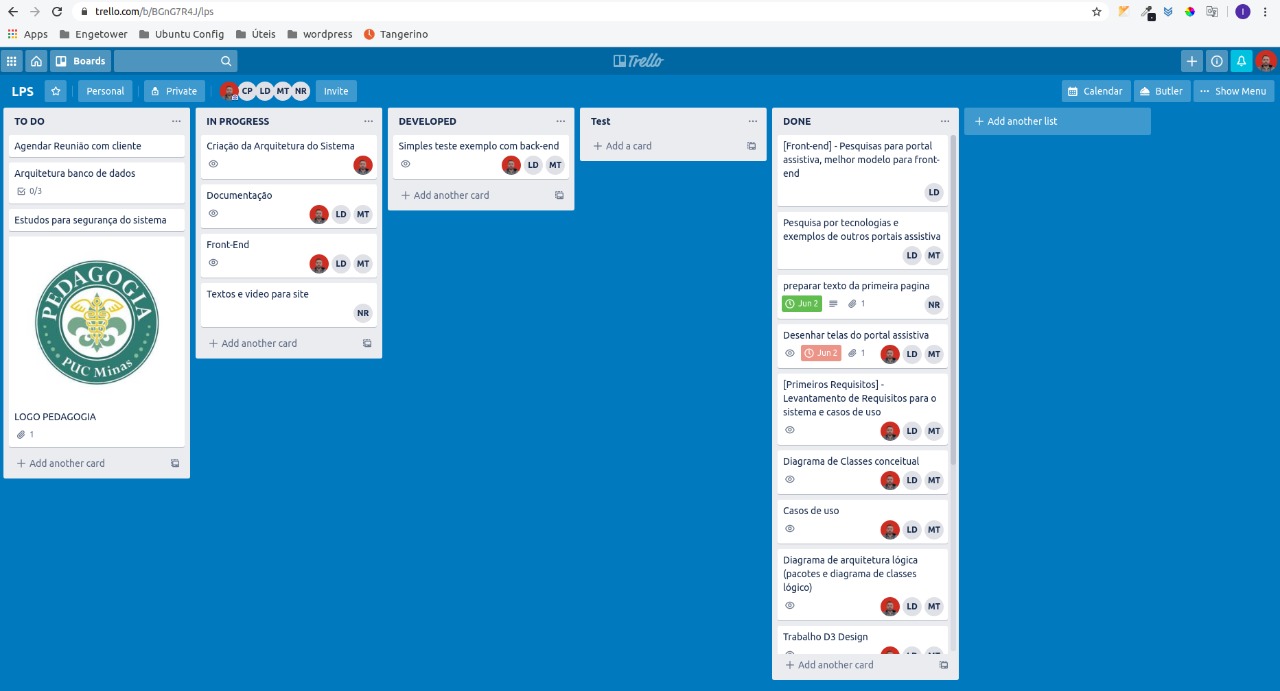 trello.com/b/BGnG7R4J/lps
Apps Engetower Ubuntu Config Úteis wordpress Tangerino
Boards Trello
LPS Personal Private CP LD MT NR Invite Calendar Butler Show Menu
TO DO
Agendar Reunião com cliente
Arquitetura banco de dados
0/3
Estudos para segurança do sistema
PEDAGOGIA
PUC Minas
LOGO PEDAGOGIA
1
Add another card
IN PROGRESS
Criação da Arquitetura do Sistema
Documentação
LD MT
Front-End
LD MT
Textos e video para site
NR
Add another card
DEVELOPED
Simples teste exemplo com back-end
LD MT
Add another card
Test
Add a card
DONE
[Front-end] - Pesquisas para portal
assistiva, melhor modelo para front-
end
LD
Pesquisa por tecnologias e
exemplos de outros portais assistiva
LD MT
preparar texto da primeira pagina
Jun 2 1 NR
Desenhar telas do portal assistiva
Jun 2 1 LD MT
[Primeiros Requisitos] -
Levantamento de Requisitos para o
sistema e casos de uso
LD MT
Diagrama de Classes conceitual
LD MT
Casos de uso
LD MT
Diagrama de arquitetura lógica
(pacotes e diagrama de classes
lógico)
LD MT
Trabalho D3 Design
LD MT
Add another card
Add another list